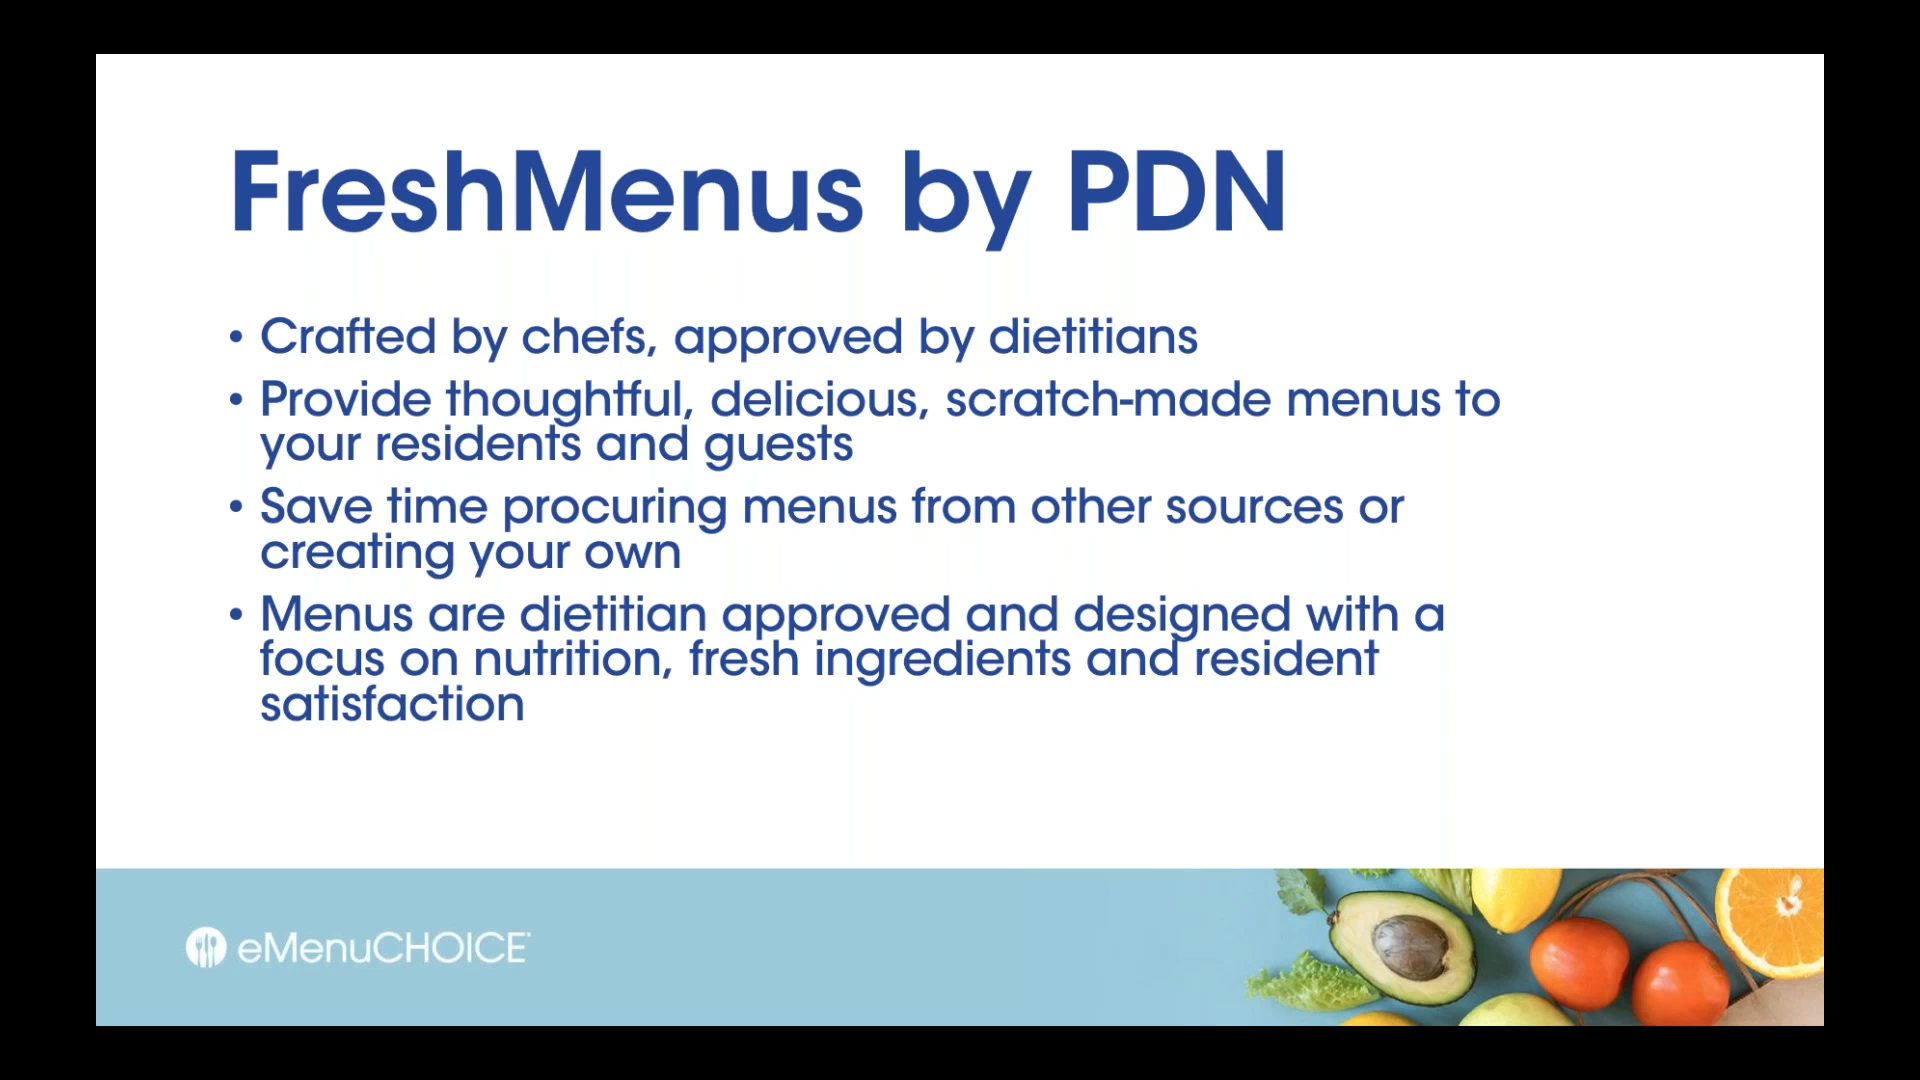 FreshMenus by PDN
• Crafted by chefs, approved by dietitians
• Provide thoughtful, delicious, scratch-made menus to
your residents and guests
• Save time procuring menus from other sources or
creating your own
• Menus are dietitian approved and designed with a
focus on nutrition, fresh ingredients and resident
satisfaction
eMenuCHOICE